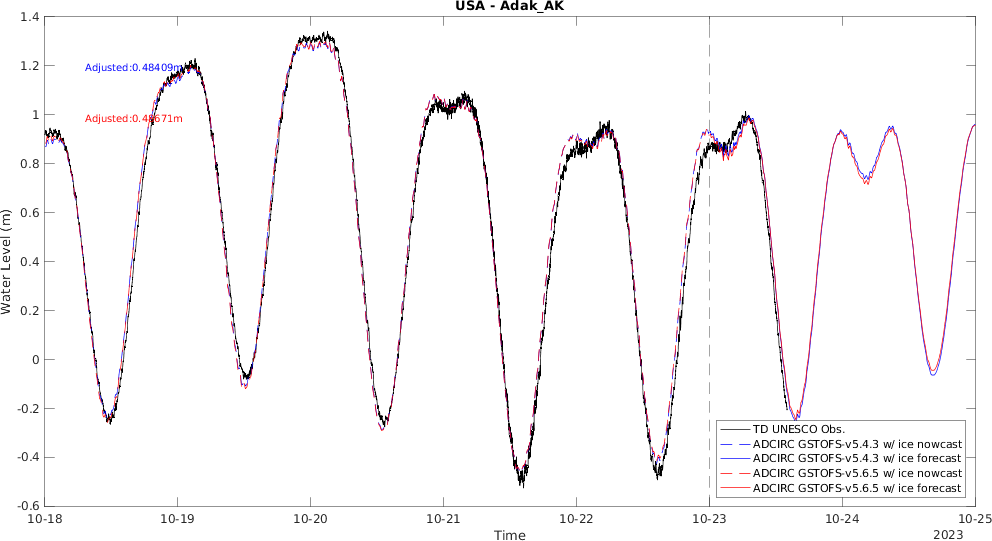 USA - Adak_AK
1.4
1.2
1
0.8
0.6
0.4
0.2
0
-0.2
-0.4
-0.6
Water Level (m)
Adjusted:0.48409m
Adjusted:0.48671m
TD UNESCO Obs.
ADCIRC GSTOFS-v5.4.3 w/ ice nowcast
ADCIRC GSTOFS-v5.4.3 w/ ice forecast
ADCIRC GSTOFS-v5.6.5 w/ ice nowcast
ADCIRC GSTOFS-v5.6.5 w/ ice forecast
10-18 10-19 10-20 10-21 10-22 10-23 10-24 10-25
Time
2023